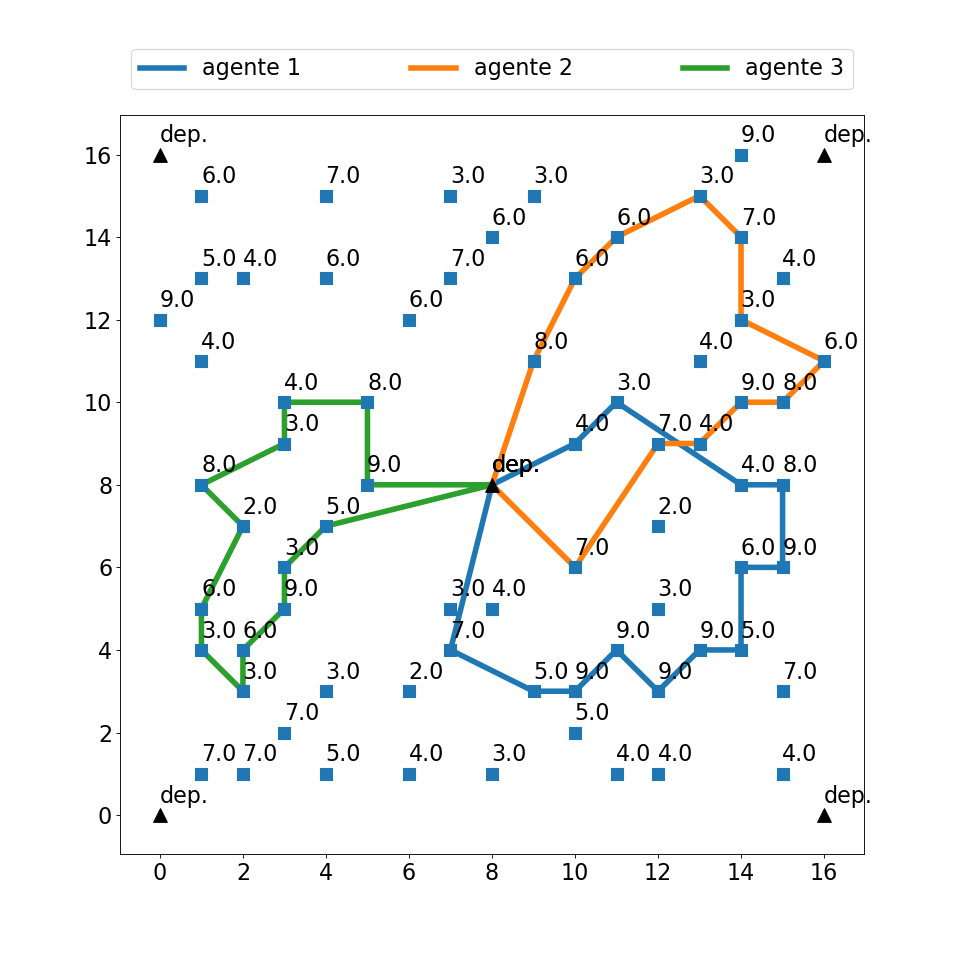 agente 1 agente 2 agente 3
dep. 9.0 dep.
16
6.0 7.0 3.0 3.0 3.0
6.0 6.0 7.0
14
5.0 4.0 6.0 7.0 6.0 4.0
9.0 6.0 3.0
12
4.0 8.0 4.0 6.0
4.0 8.0 3.0 9.0 8.0
10
3.0 4.0 7.0 4.0
8.0 9.0 dep. 4.0 8.0
8
2.0 5.0 2.0
3.0 7.0 6.0 9.0
6
6.0 9.0 3.0 4.0 3.0
3.0 6.0 7.0 9.0 9.0 5.0
4
3.0 3.0 2.0 5.0 9.0 9.0 7.0
7.0 5.0
2
7.0 7.0 5.0 4.0 3.0 4.0 4.0 4.0
dep. dep.
0
0 2 4 6 8 10 12 14 16